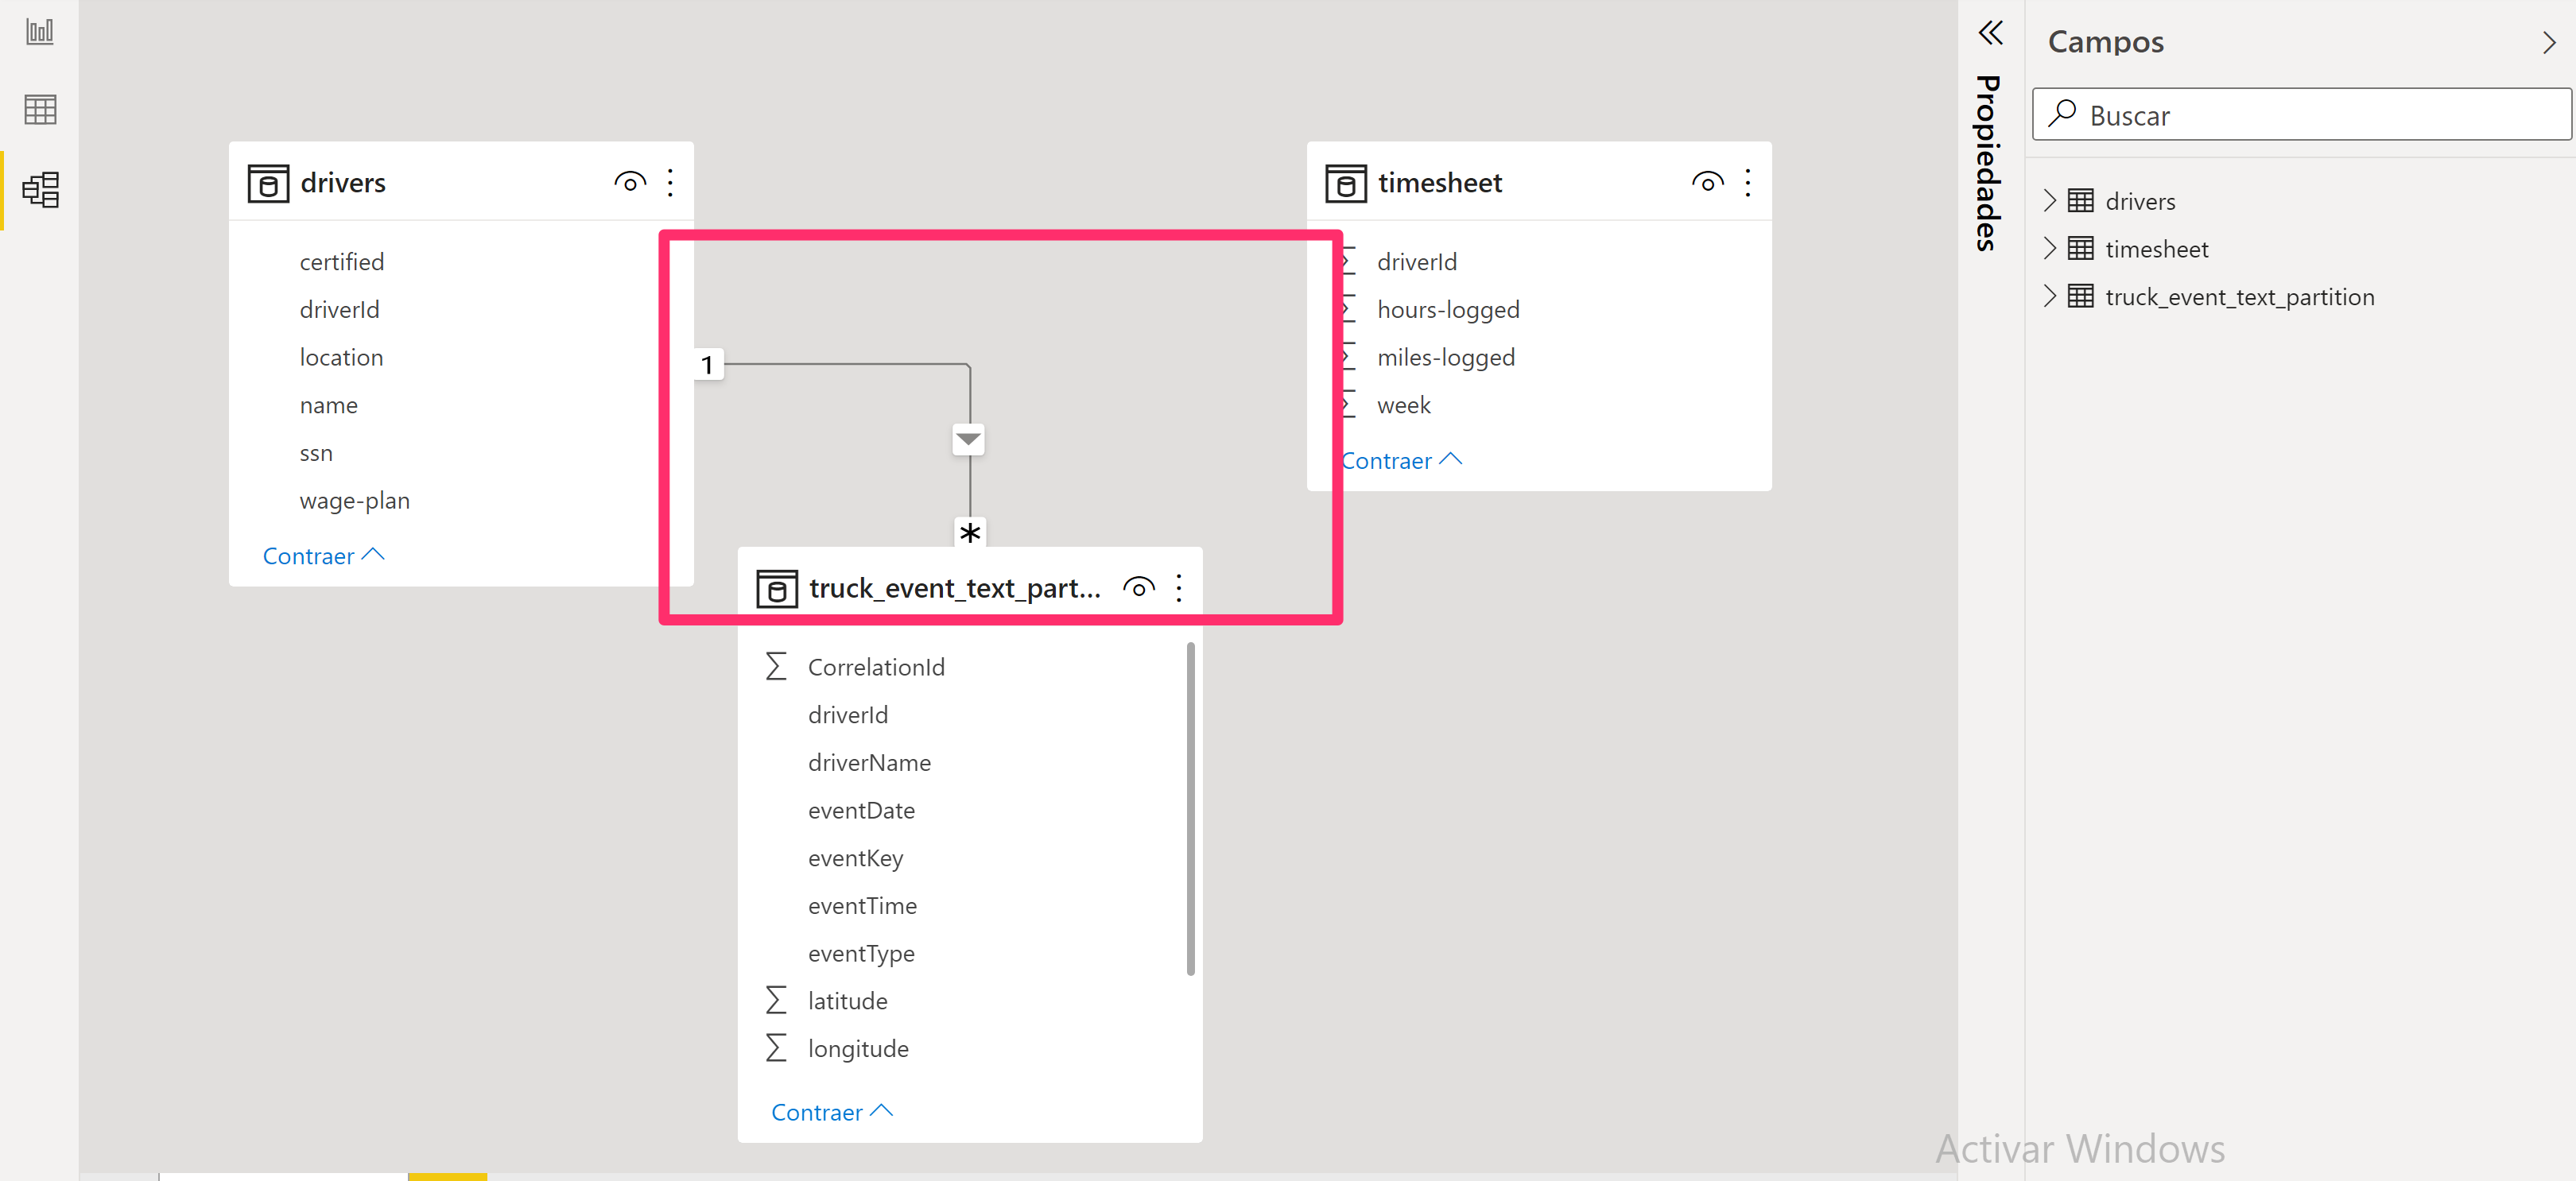 drivers
certified
driverId
location
name
ssn
wage-plan
Contraer
1
*
timesheet
driverId
hours-logged
miles-logged
week
Contraer
truck_event_text_part...
CorrelationId
driverId
driverName
eventDate
eventKey
eventTime
eventType
latitude
longitude
Contraer
Propiedades
Campos
Buscar
drivers
timesheet
truck_event_text_partition
Activar Windows